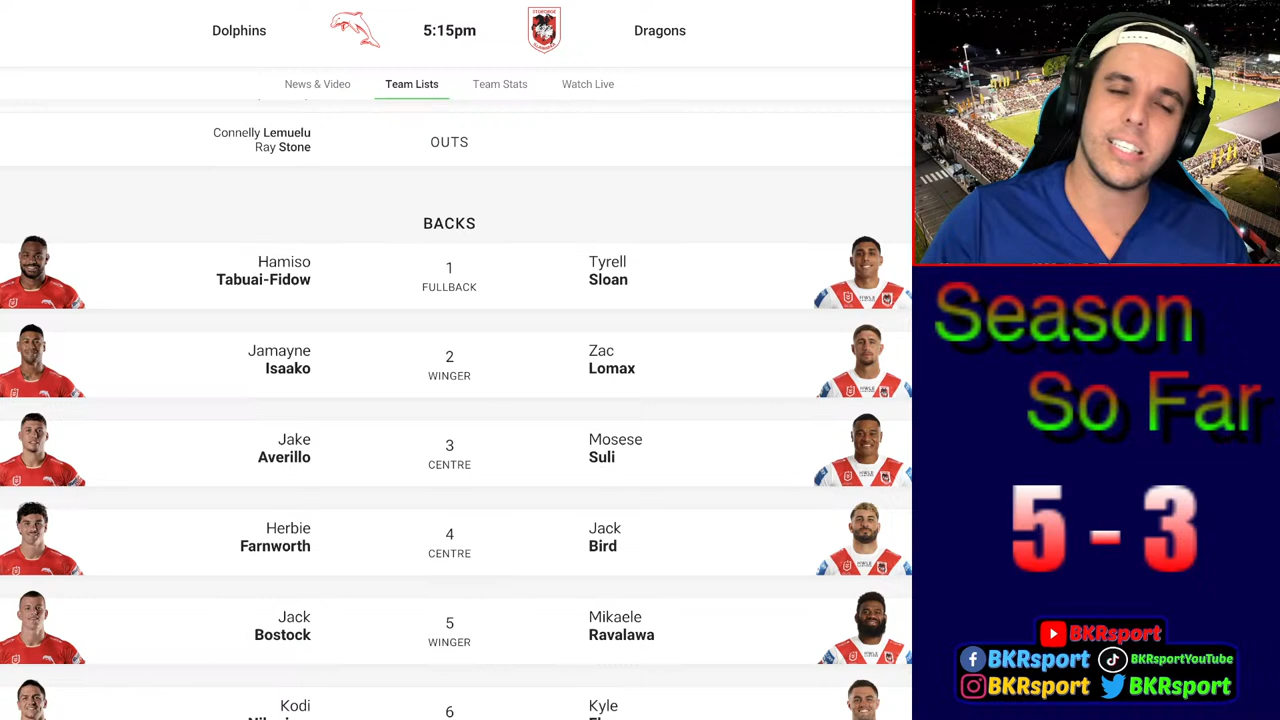 Dolphins
5:15pm
Dragons
News & Video
Team Lists
Team Stats
Watch Live
Connelly Lemuelu
Ray Stone
OUTS
BACKS
Hamiso
Tabuai-Fidow
1
FULLBACK
Tyrell
Sloan
Jamayne
Isaako
2
WINGER
Zac
Lomax
Jake
Averillo
3
CENTRE
Mosese
Suli
Herbie
Farnworth
4
CENTRE
Jack
Bird
Jack
Bostock
5
WINGER
Mikaele
Ravalawa
Kodi
6
Kyle
Season
So Far
5 - 3
BKRsport
BKRsport
BKRsportYouTube
BKRsport
BKRsport